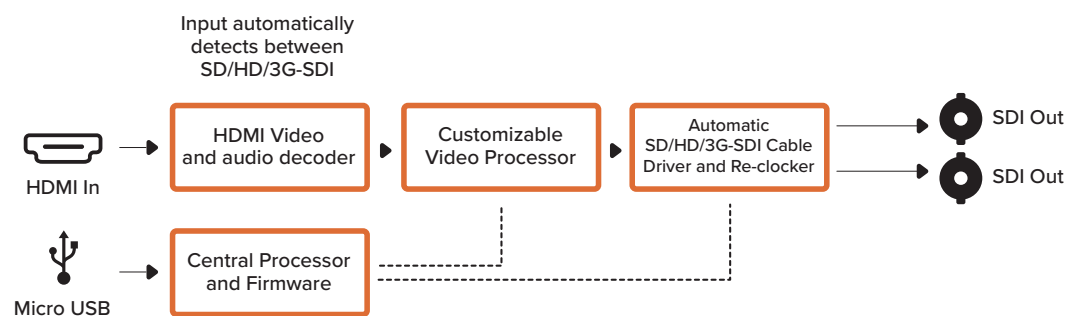 Input automatically
detects between
SD/HD/3G-SDI
HDMI In
HDMI Video
and audio decoder
Customizable
Video Processor
Automatic
SD/HD/3G-SDI Cable
Driver and Re-clocker
SDI Out
SDI Out
Micro USB
Central Processor
and Firmware